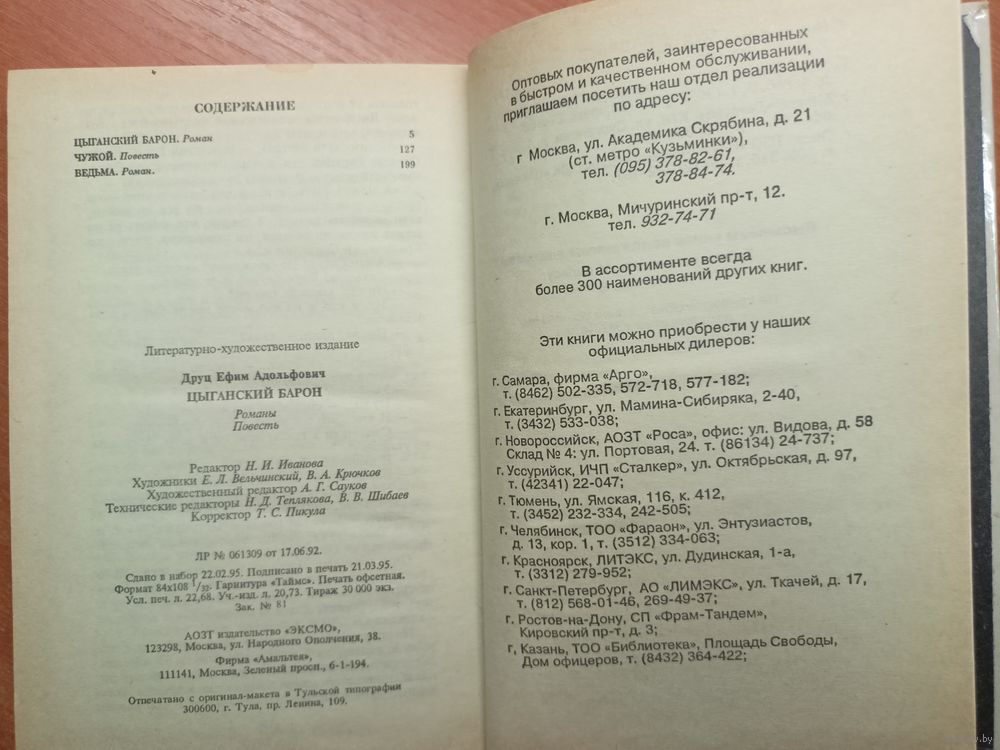 СОДЕРЖАНИЕ
ЦЫГАНСКИЙ БАРОН. Роман 5
ЧУЖОЙ. Повесть 127
ВЕДЬМА. Роман. 199
Литературно-художественное издание
Друц Ефим Адольфович
ЦЫГАНСКИЙ БАРОН
Романы
Повесть
Редактор Н. И. Иванова
Художники Е. Л. Вельчинский, В. А. Крючков
Художественный редактор А. Г. Сауков
Технические редакторы Н. Д. Теплякова, В. В. Шибаев
Корректор Т. С. Пикула
ЛР № 061309 от 17.06.92.
Сдано в набор 22.02.95. Подписано в печать 21.03.95.
Формат 84х108 1/32. Гарнитура «Таймс». Печать офсетная.
Усл. печ. л. 22,68. Уч.-изд. л. 20,73. Тираж 30 000 экз.
Зак. № 81
АОЗТ издательство «ЭКСМО»,
123298, Москва, ул. Народного Ополчения, 38.
Фирма «Амальтея»,
111141, Москва, Зеленый просп., 6-1-194.
Отпечатано с оригинал-макета в Тульской типографии
300600, г. Тула, пр. Ленина, 109.
Оптовых покупателей, заинтересованных
в быстром и качественном обслуживании,
приглашаем посетить наш отдел реализации
по адресу:
г Москва, ул. Академика Скрябина, д. 21
(ст. метро «Кузьминки»),
тел. (095) 378-82-61,
378-84-74.
г. Москва, Мичуринский пр-т, 12.
тел. 932-74-71
В ассортименте всегда
более 300 наименований других книг.
Эти книги можно приобрести у наших
официальных дилеров:
г. Самара, фирма «Арго»,
т. (8462) 502-335, 572-718, 577-182;
г. Екатеринбург, ул. Мамина-Сибиряка, 2-40,
т. (3432) 533-038;
г. Новороссийск, АОЗТ "Роса", офис: ул. Видова, д. 58
Склад № 4: ул. Портовая, 24. т. (86134) 24-737;
г. Уссурийск, ИЧП «Сталкер», ул. Октябрьская, д. 97,
т. (42341) 22-047;
г. Тюмень, ул. Ямская, 116, к. 412,
т. (3452) 232-334, 242-505;
г. Челябинск, ТОО «Фараон», ул. Энтузиастов,
д. 13, кор. 1, т. (3512) 334-063;
г. Красноярск, ЛИТЭКС, ул. Дудинская, 1-а,
т. (3312) 279-952;
г. Санкт-Петербург, АО «ЛИМЭКС», ул. Ткачей, д. 17,
т. (812) 568-01-46, 269-49-37;
г. Ростов-на-Дону, СП «Фрам-Тандем»,
Кировский пр-т, д. 3;
г, Казань, ТОО «Библиотека», Площадь Свободы,
Дом офицеров, т. (8432) 364-422;